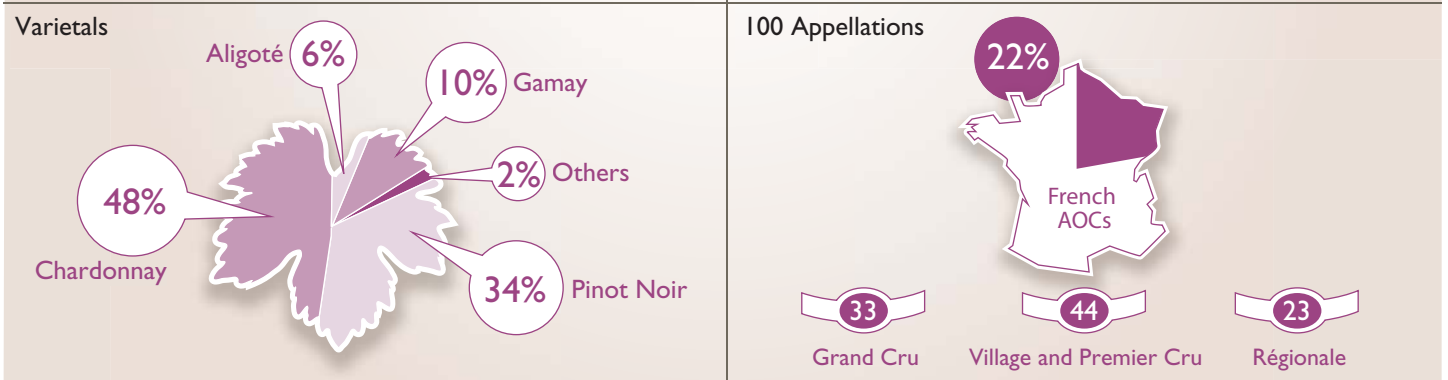 Varietals
Aligoté 6%
10% Gamay
2% Others
48%
Chardonnay
34% Pinot Noir
100 Appellations
22%
French
AOCs
33
Grand Cru
44
Village and Premier Cru
23
Régionale